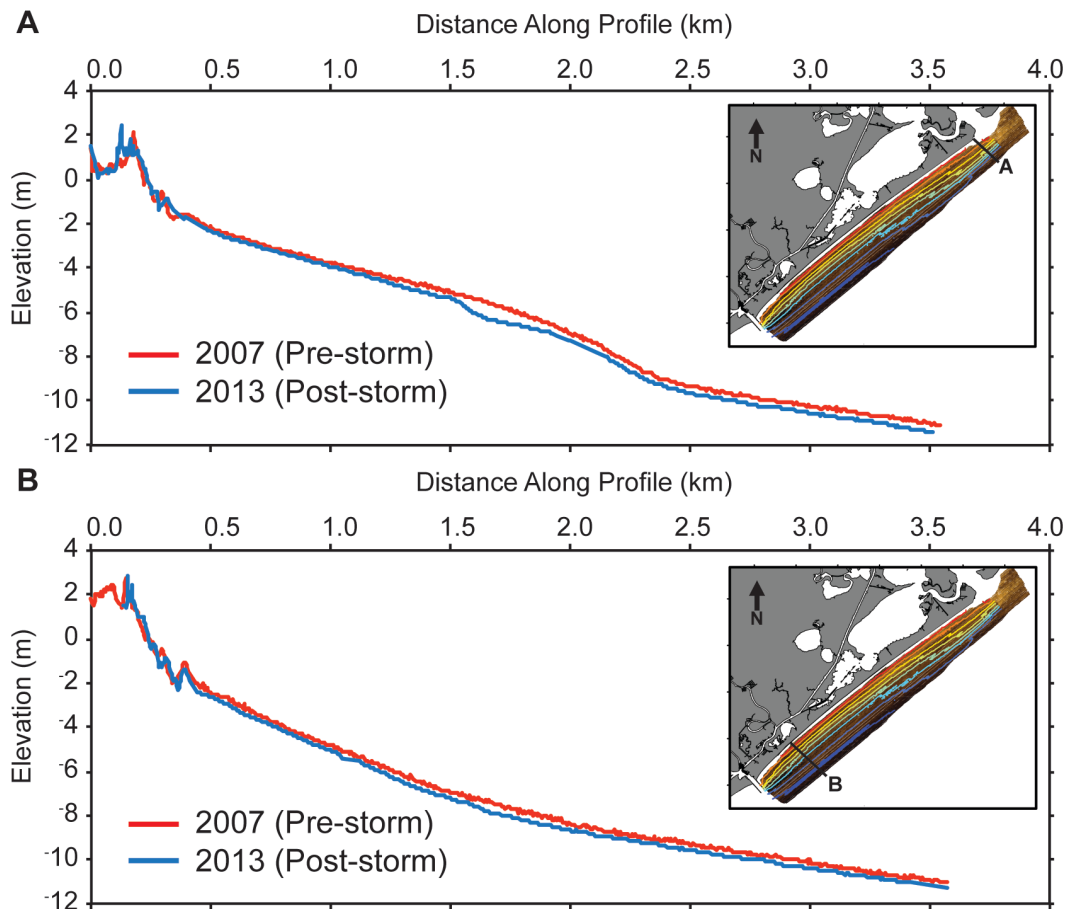 A
Distance Along Profile (km)
0.0 0.5 1.0 1.5 2.0 2.5 3.0 3.5 4.0
4
2
0
-2
-4
-6
-8
-10
-12
Elevation (m)
N
A
2007 (Pre-storm)
2013 (Post-storm)
B
Distance Along Profile (km)
0.0 0.5 1.0 1.5 2.0 2.5 3.0 3.5 4.0
4
2
0
-2
-4
-6
-8
-10
-12
Elevation (m)
N
B
2007 (Pre-storm)
2013 (Post-storm)